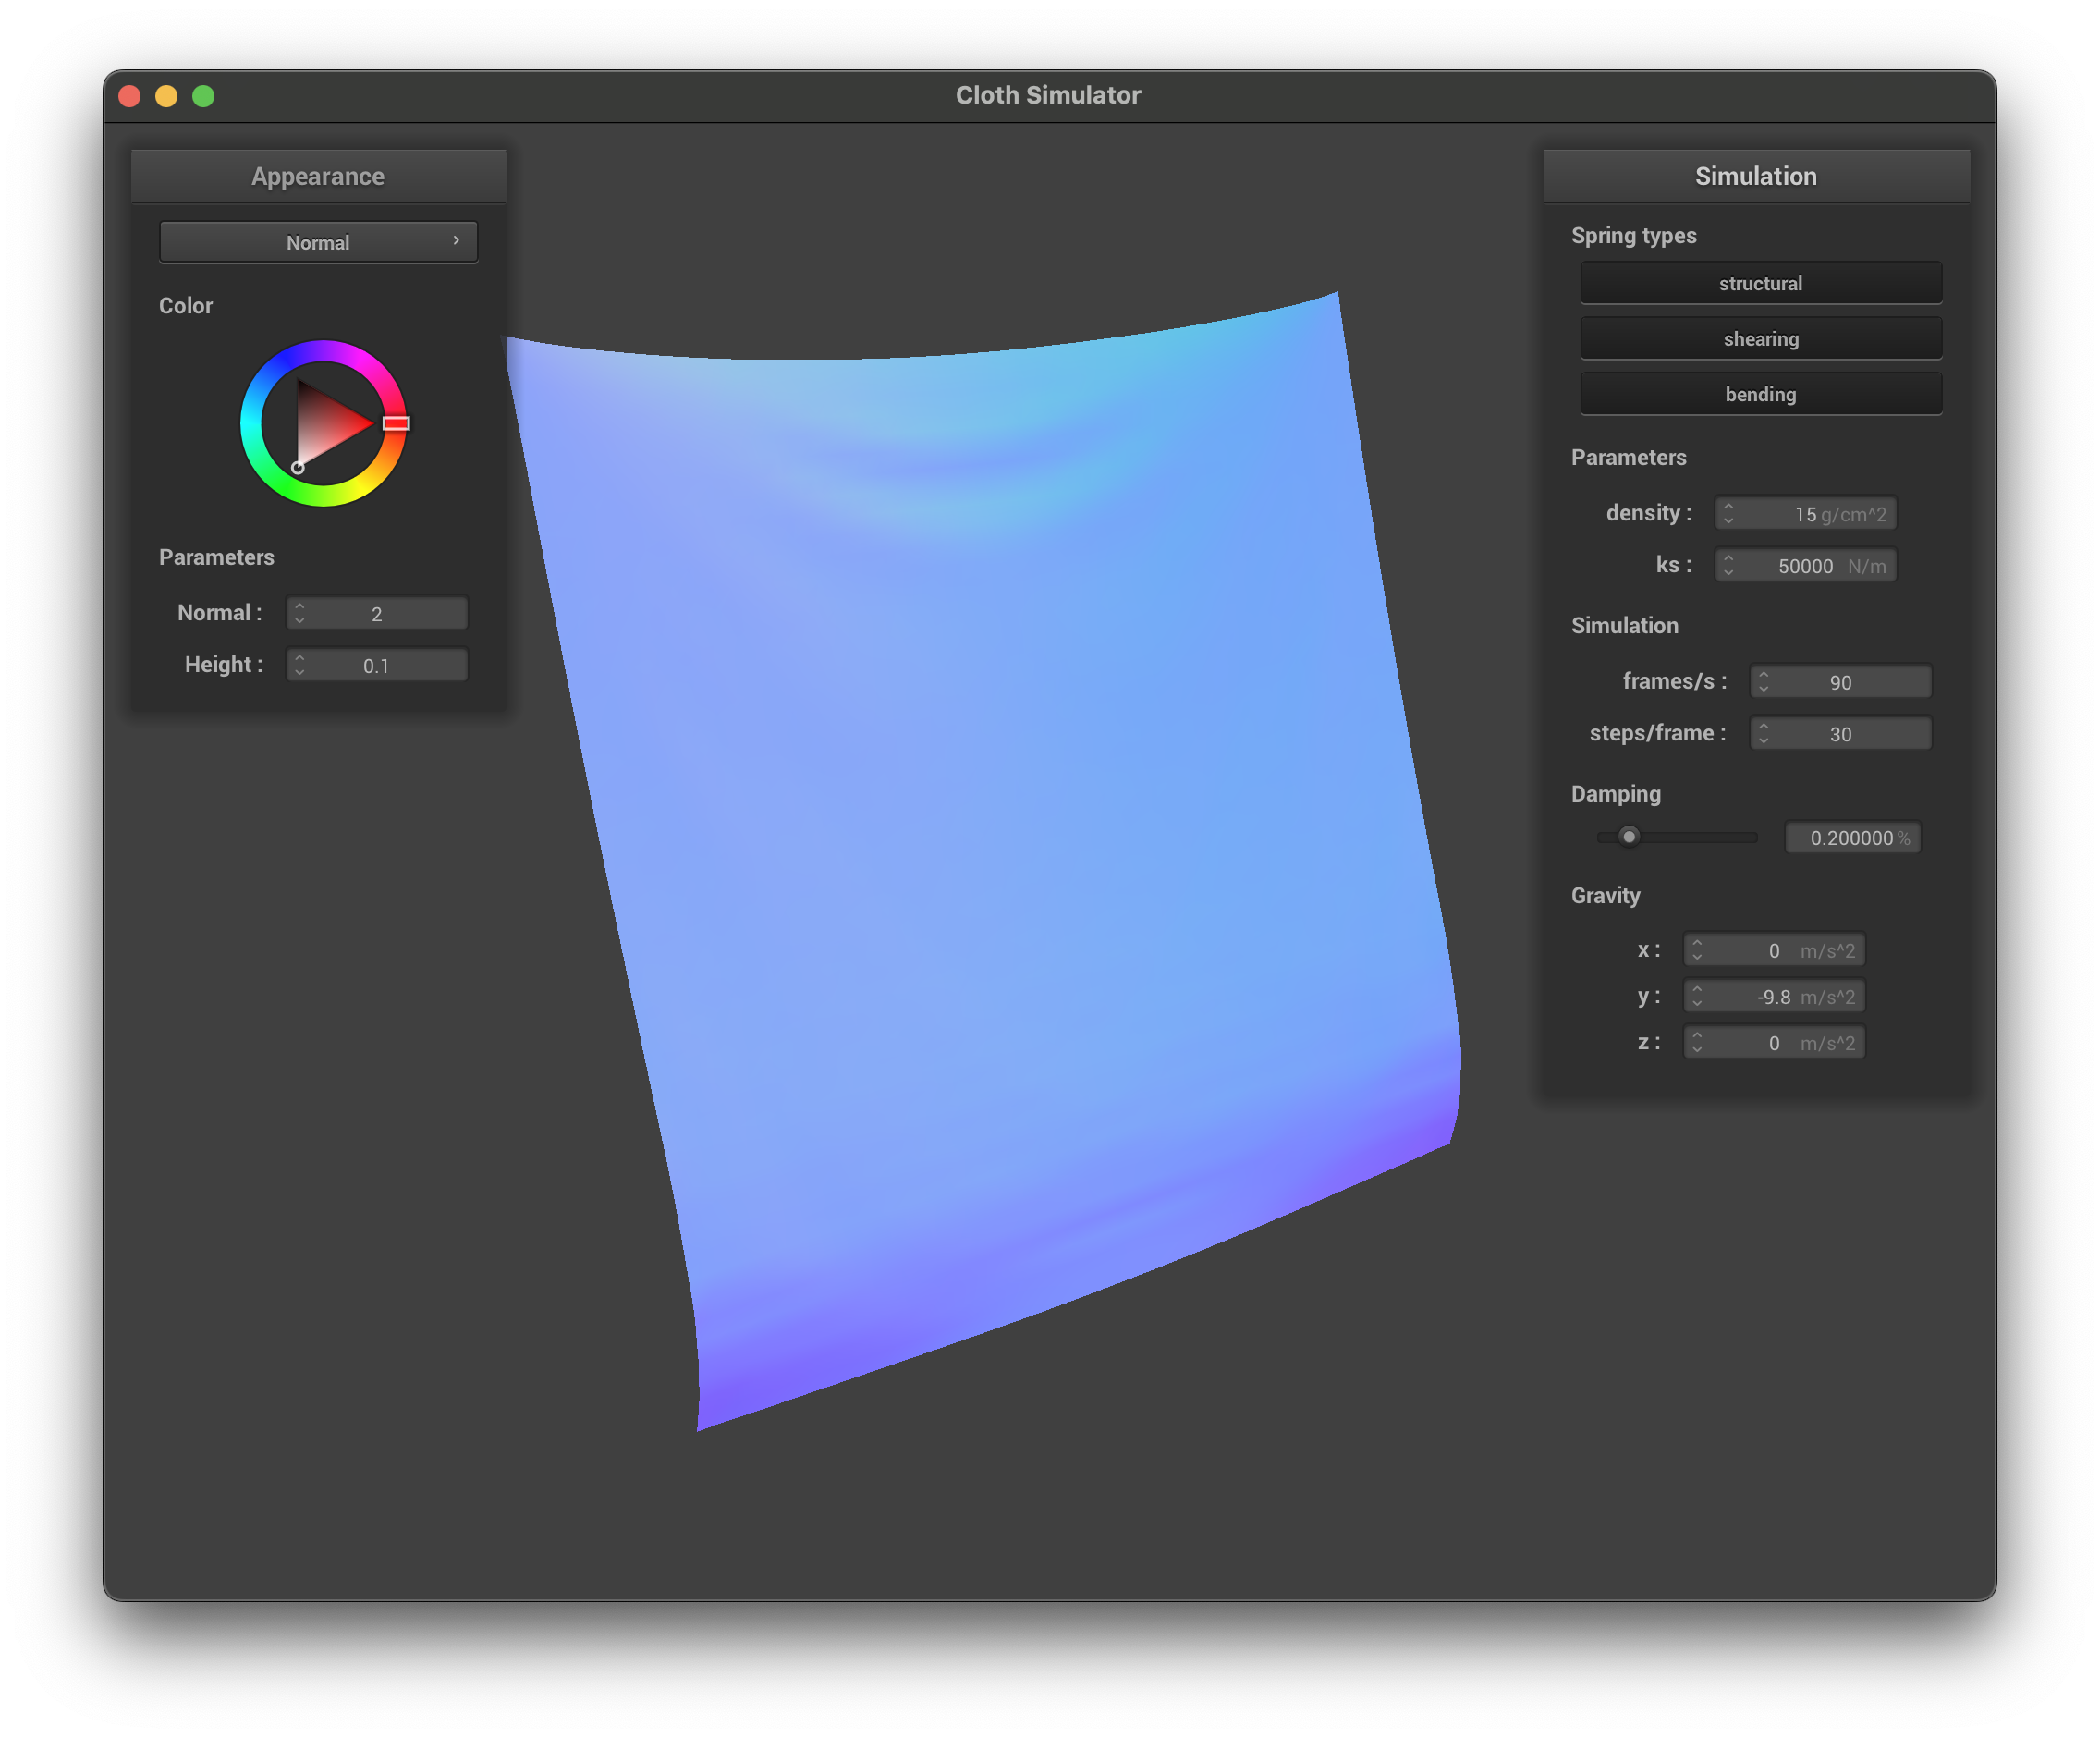 Cloth Simulator
Appearance
Normal
Color
Parameters
Normal : 2
Height : 0.1
Simulation
Spring types
structural
shearing
bending
Parameters
density : 15 g/cm^2
ks : 50000 N/m
Simulation
frames/s : 90
steps/frame : 30
Damping
0.200000 %
Gravity
x : 0 m/s^2
y : -9.8 m/s^2
z : 0 m/s^2